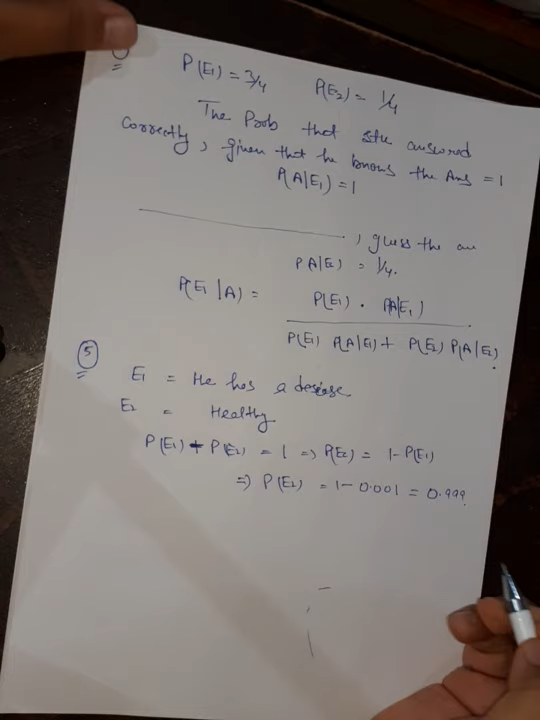 P(E1) = 3/4 P(E2) = 1/4
The Prob that stu answered
correctly, given that he knows the Ans = 1
P(A|E1) = 1
, guess the an
P A|E2) = 1/4.
P(E1 |A) = P(E1) . P(A|E1)
P(E1) P(A|E1) + P(E2) P(A|E2).
5
E1 = He has a desiase.
E2 = Healthy
P(E1) + P(E2) = 1 => P(E2) = 1 - P(E1)
=> P(E2) = 1 - 0.001 = 0.999